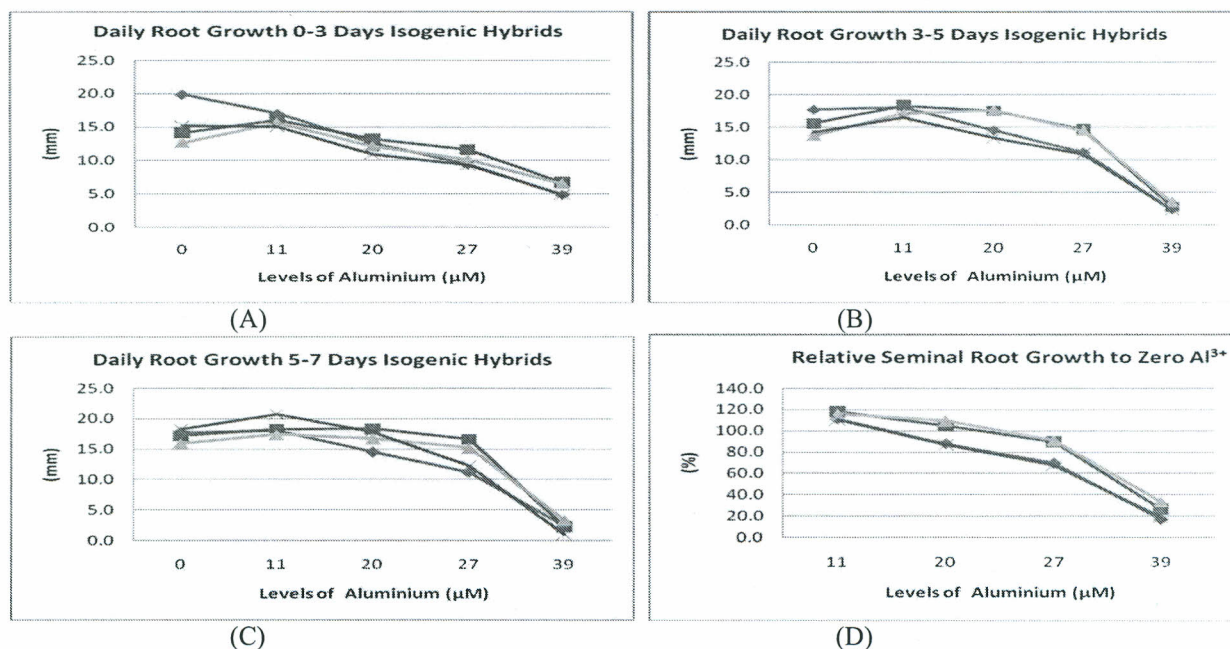 Daily Root Growth 0-3 Days Isogenic Hybrids
25.0
20.0
15.0
10.0
5.0
0.0
(mm)
0 11 20 27 39
Levels of Aluminium (µM)
(A)
Daily Root Growth 3-5 Days Isogenic Hybrids
25.0
20.0
15.0
10.0
5.0
0.0
(mm)
0 11 20 27 39
Levels of Aluminium (µM)
(B)
Daily Root Growth 5-7 Days Isogenic Hybrids
25.0
20.0
15.0
10.0
5.0
0.0
(mm)
0 11 20 27 39
Levels of Aluminium (µM)
(C)
Relative Seminal Root Growth to Zero Al³⁺
140.0
120.0
100.0
80.0
60.0
40.0
20.0
0.0
(%)
11 20 27 39
Levels of Aluminium (µM)
(D)